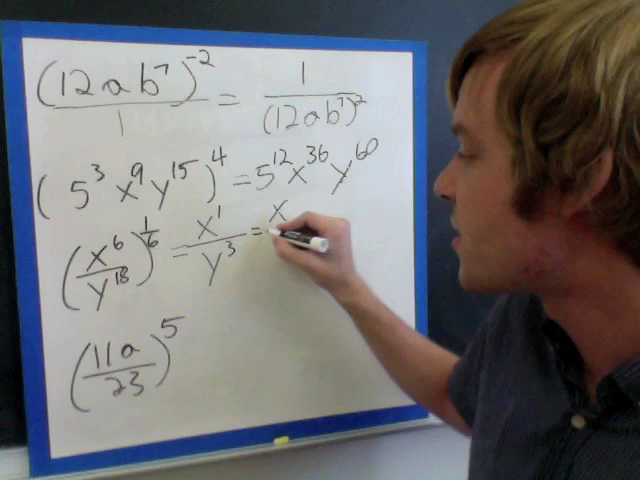 (12ab⁷)⁻²/1 = 1/(12ab⁷)²
(5³x⁹y¹⁵)⁴ = 5¹²x³⁶y⁶⁰
(x⁶/y¹⁸)^(1/6) = x¹/y³ = x
(11a/23)⁵